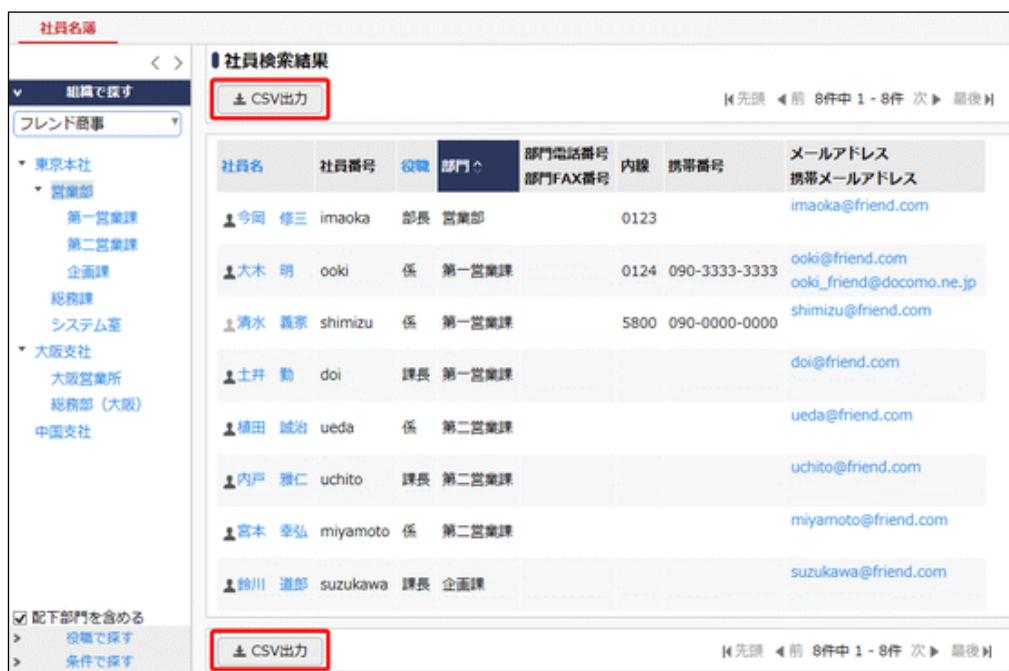 社員名簿
< >
組織で探す
フレンド商事
東京本社
営業部
第一営業課
第二営業課
企画課
総務課
システム室
大阪支社
大阪営業所
総務部（大阪）
中国支社
配下部門を含める
役職で探す
条件で探す
社員検索結果
CSV出力
先頭 前 8件中 1 - 8件 次 最後
社員名 社員番号 役職 部門 部門電話番号 内線 携帯番号 メールアドレス
部門FAX番号 携帯メールアドレス
今岡 修三 imaoka 部長 営業部 0123 imaoka@friend.com
大木 明 ooki 係 第一営業課 0124 090-3333-3333 ooki@friend.com
ooki_friend@docomo.ne.jp
清水 義家 shimizu 係 第一営業課 5800 090-0000-0000 shimizu@friend.com
土井 勤 doi 課長 第一営業課 doi@friend.com
植田 誠治 ueda 係 第二営業課 ueda@friend.com
内戸 雅仁 uchito 課長 第二営業課 uchito@friend.com
宮本 幸弘 miyamoto 係 第二営業課 miyamoto@friend.com
鈴川 道郎 suzukawa 課長 企画課 suzukawa@friend.com
CSV出力
先頭 前 8件中 1 - 8件 次 最後